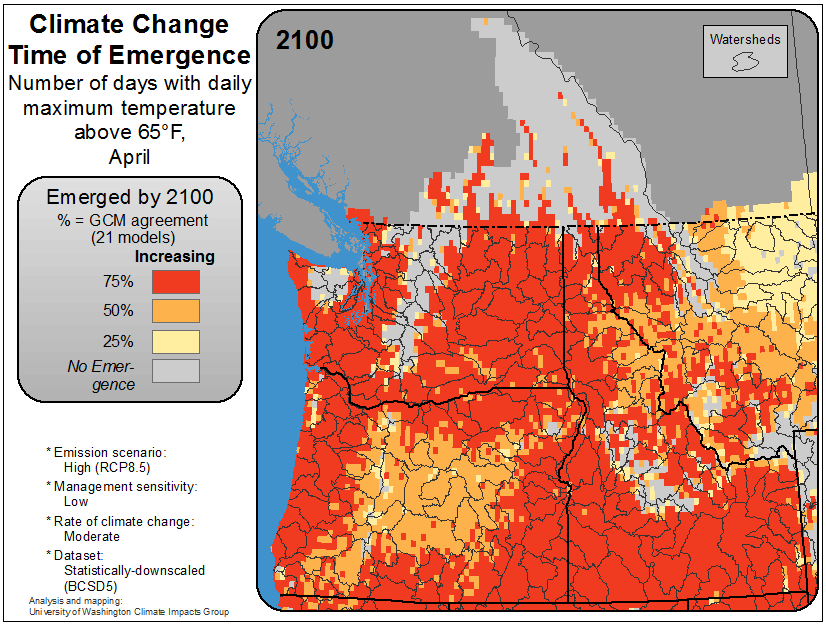 Climate Change
Time of Emergence
Number of days with daily
maximum temperature
above 65°F,
April
Emerged by 2100
% = GCM agreement
(21 models)
Increasing
75%
50%
25%
No Emer-
gence
* Emission scenario:
High (RCP8.5)
* Management sensitivity:
Low
* Rate of climate change:
Moderate
* Dataset:
Statistically-downscaled
(BCSD5)
Analysis and mapping:
University of Washington Climate Impacts Group
2100
Watersheds